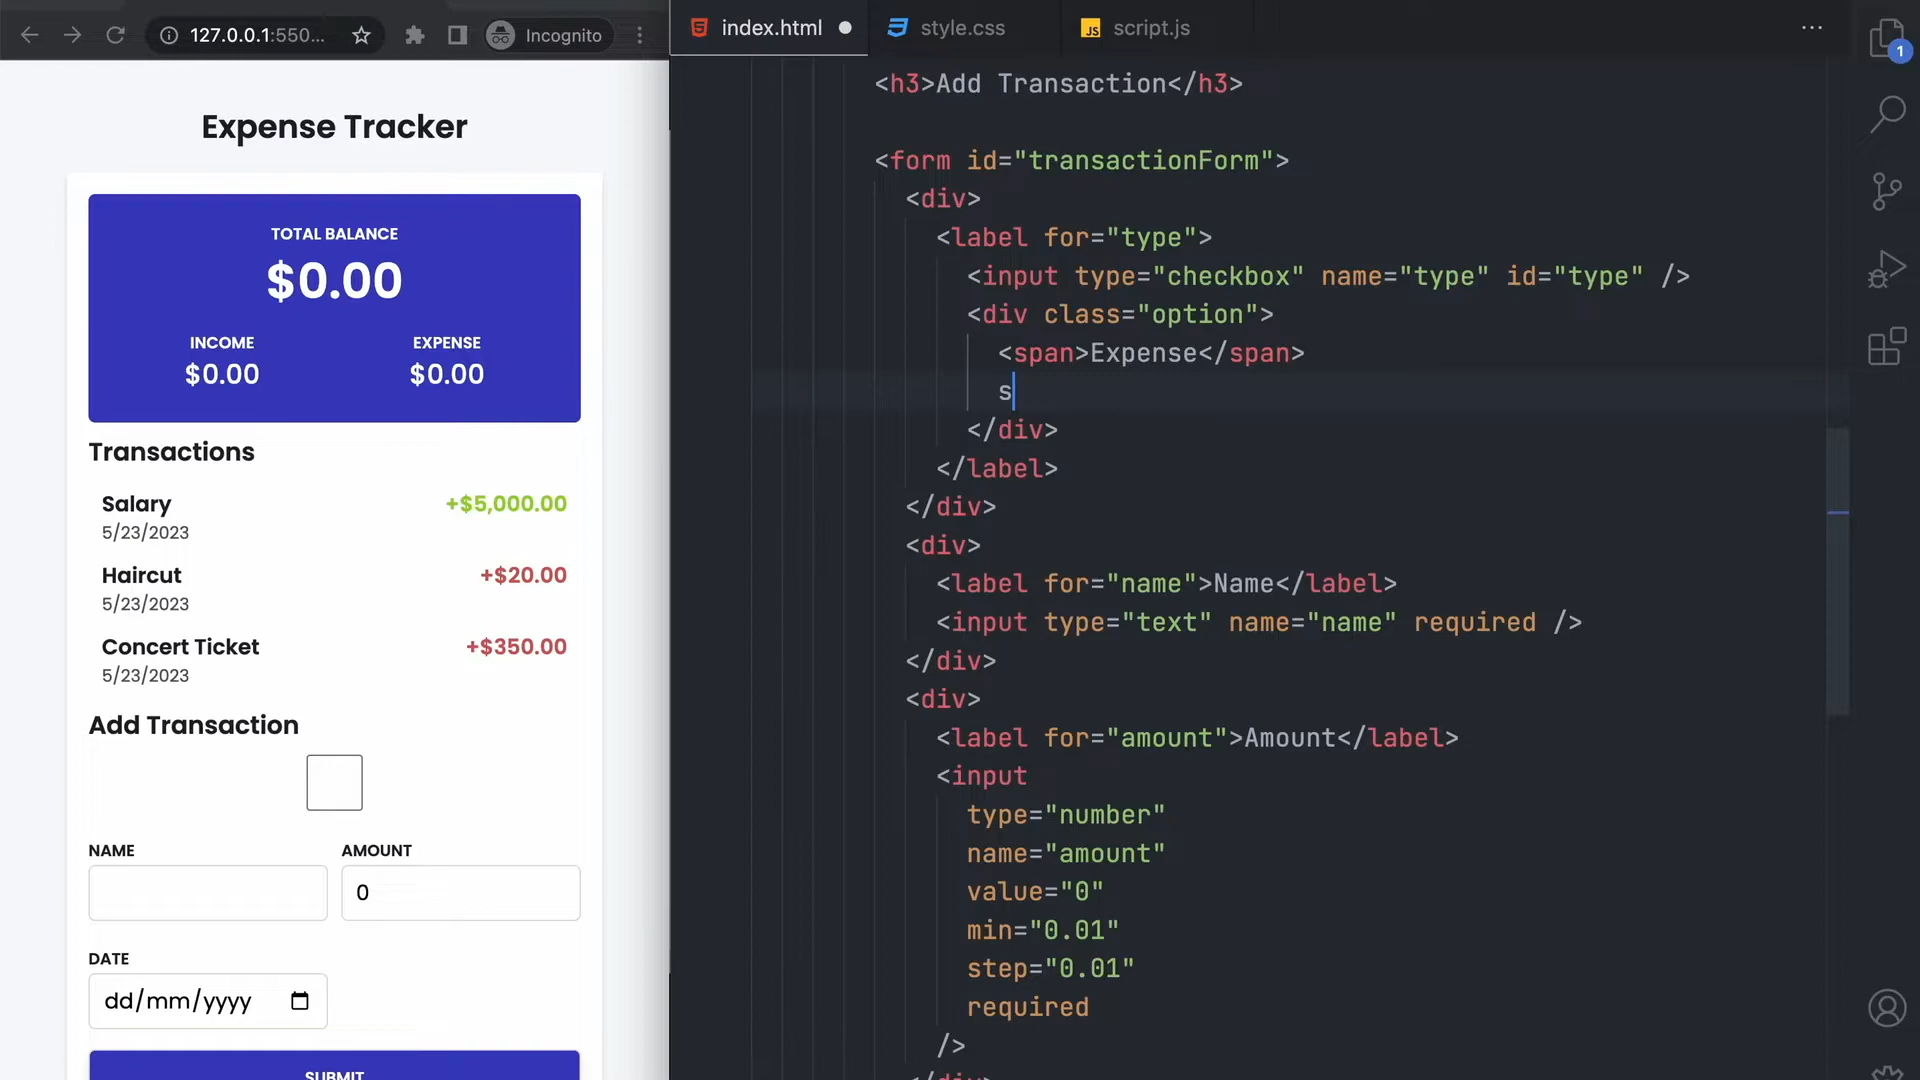 127.0.0.1:550...
Incognito
Expense Tracker
TOTAL BALANCE
$0.00
INCOME
EXPENSE
$0.00
$0.00
Transactions
Salary
+$5,000.00
5/23/2023
Haircut
+$20.00
5/23/2023
Concert Ticket
+$350.00
5/23/2023
Add Transaction
NAME
AMOUNT
0
DATE
dd/mm/yyyy
SUBMIT
index.html
style.css
JS
script.js
...
1
<h3>Add Transaction</h3>
<form id="transactionForm">
<div>
<label for="type">
<input type="checkbox" name="type" id="type" />
<div class="option">
<span>Expense</span>
s
</div>
</label>
</div>
<div>
<label for="name">Name</label>
<input type="text" name="name" required />
</div>
<div>
<label for="amount">Amount</label>
<input
type="number"
name="amount"
value="0"
min="0.01"
step="0.01"
required
/>
</div>